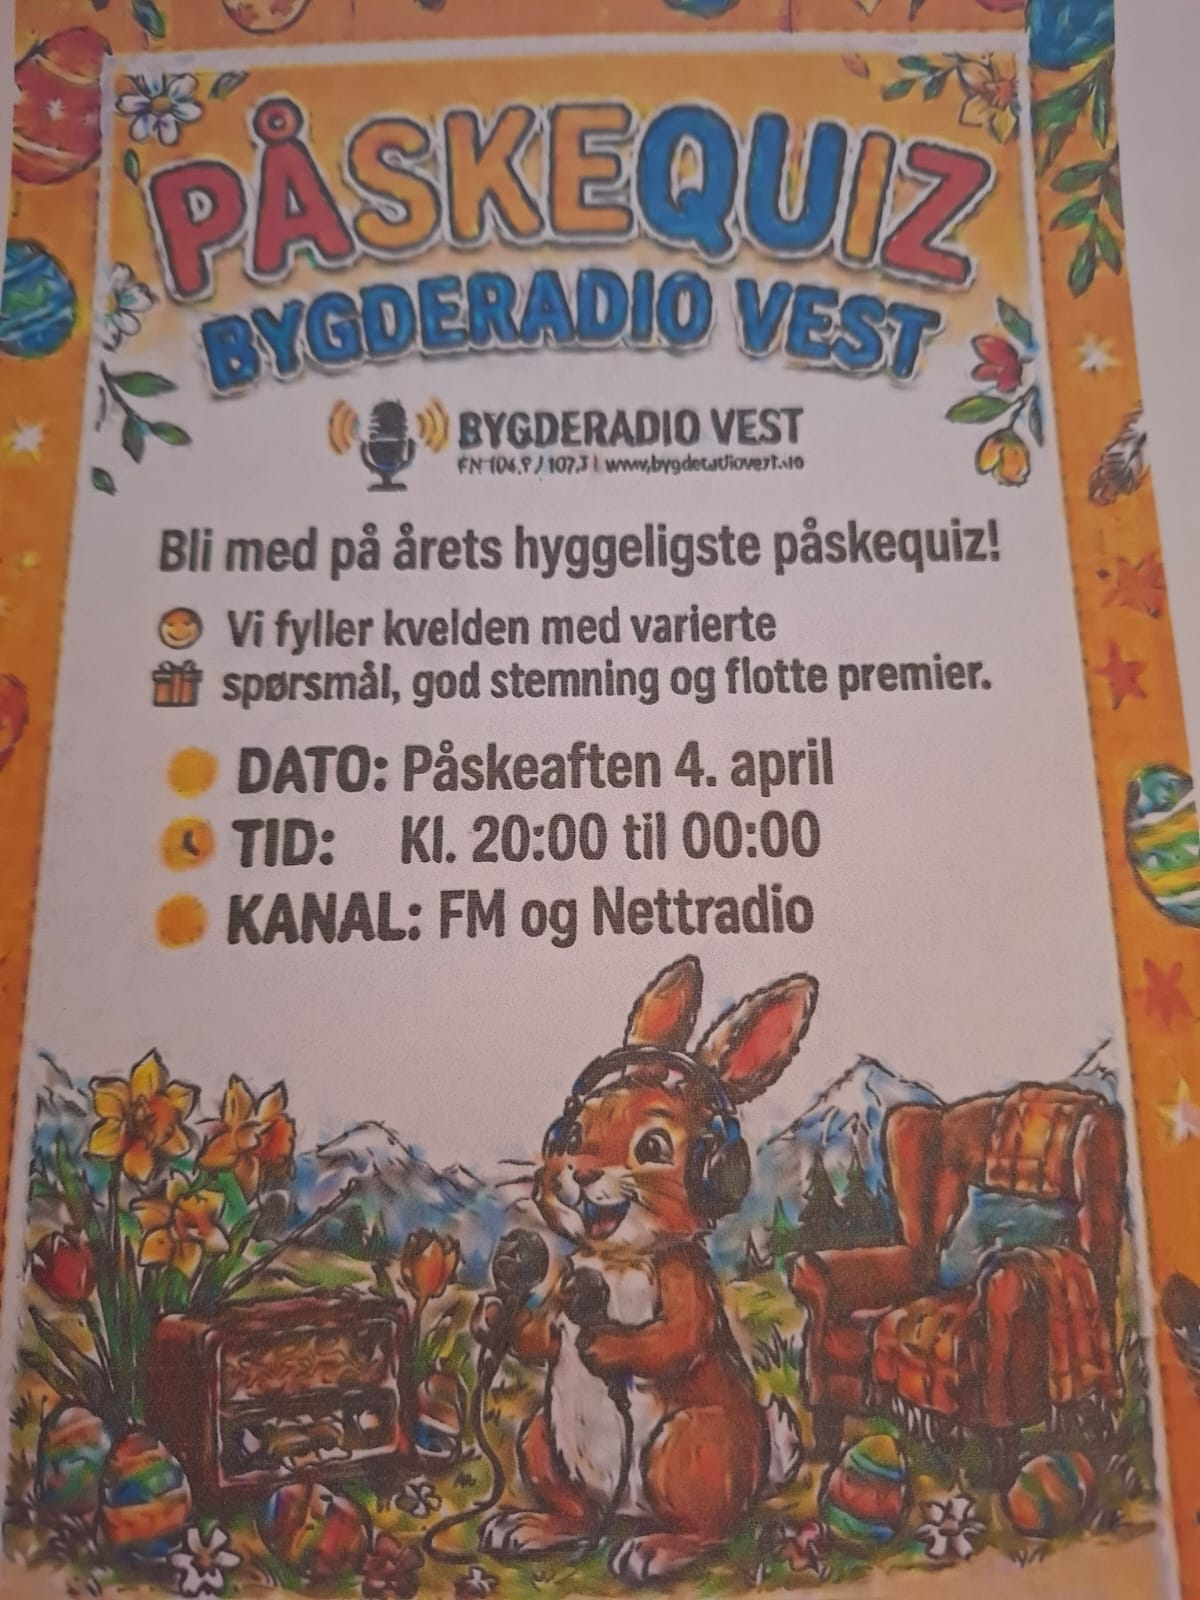 PÅSKEQUIZ
BYGDERADIO VEST
BYGDERADIO VEST
Bli med på årets hyggeligste påskequiz!
Vi fyller kvelden med varierte
spørsmål, god stemning og flotte premier.
DATO: Påskeaften 4. april
TID: Kl. 20:00 til 00:00
KANAL: FM og Nettradio